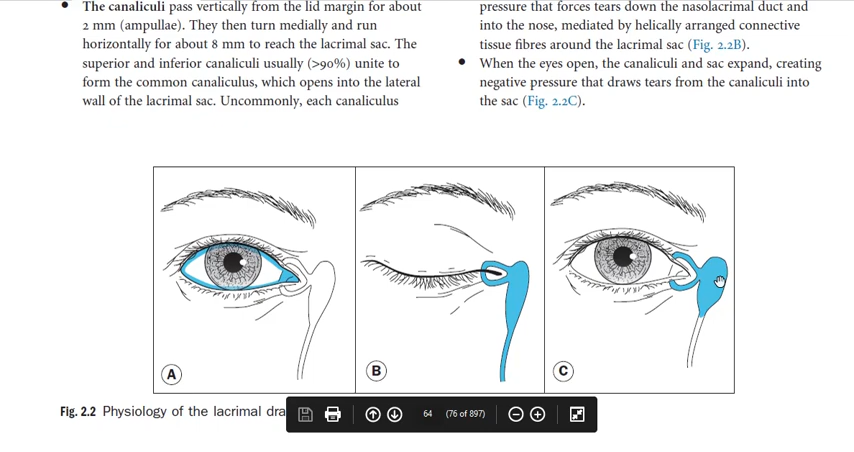 • The canaliculi pass vertically from the lid margin for about
2 mm (ampullae). They then turn medially and run
horizontally for about 8 mm to reach the lacrimal sac. The
superior and inferior canaliculi usually (>90%) unite to
form the common canaliculus, which opens into the lateral
wall of the lacrimal sac. Uncommonly, each canaliculus
pressure that forces tears down the nasolacrimal duct and
into the nose, mediated by helically arranged connective
tissue fibres around the lacrimal sac (Fig. 2.2B).
• When the eyes open, the canaliculi and sac expand, creating
negative pressure that draws tears from the canaliculi into
the sac (Fig. 2.2C).
A
B
C
Fig. 2.2 Physiology of the lacrimal dra
64 (76 of 897)